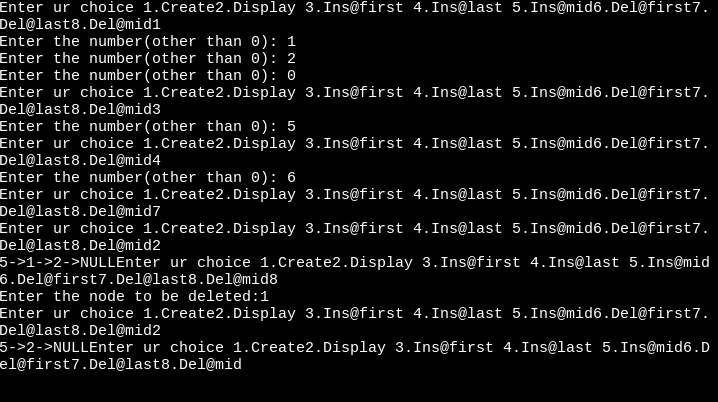 Enter ur choice 1.Create2.Display 3.Ins@first 4.Ins@last 5.Ins@mid6.Del@first7.
Del@last8.Del@mid1
Enter the number(other than 0): 1
Enter the number(other than 0): 2
Enter the number(other than 0): 0
Enter ur choice 1.Create2.Display 3.Ins@first 4.Ins@last 5.Ins@mid6.Del@first7.
Del@last8.Del@mid3
Enter the number(other than 0): 5
Enter ur choice 1.Create2.Display 3.Ins@first 4.Ins@last 5.Ins@mid6.Del@first7.
Del@last8.Del@mid4
Enter the number(other than 0): 6
Enter ur choice 1.Create2.Display 3.Ins@first 4.Ins@last 5.Ins@mid6.Del@first7.
Del@last8.Del@mid7
Enter ur choice 1.Create2.Display 3.Ins@first 4.Ins@last 5.Ins@mid6.Del@first7.
Del@last8.Del@mid2
5->1->2->NULLEnter ur choice 1.Create2.Display 3.Ins@first 4.Ins@last 5.Ins@mid
6.Del@first7.Del@last8.Del@mid8
Enter the node to be deleted:1
Enter ur choice 1.Create2.Display 3.Ins@first 4.Ins@last 5.Ins@mid6.Del@first7.
Del@last8.Del@mid2
5->2->NULLEnter ur choice 1.Create2.Display 3.Ins@first 4.Ins@last 5.Ins@mid6.D
el@first7.Del@last8.Del@mid